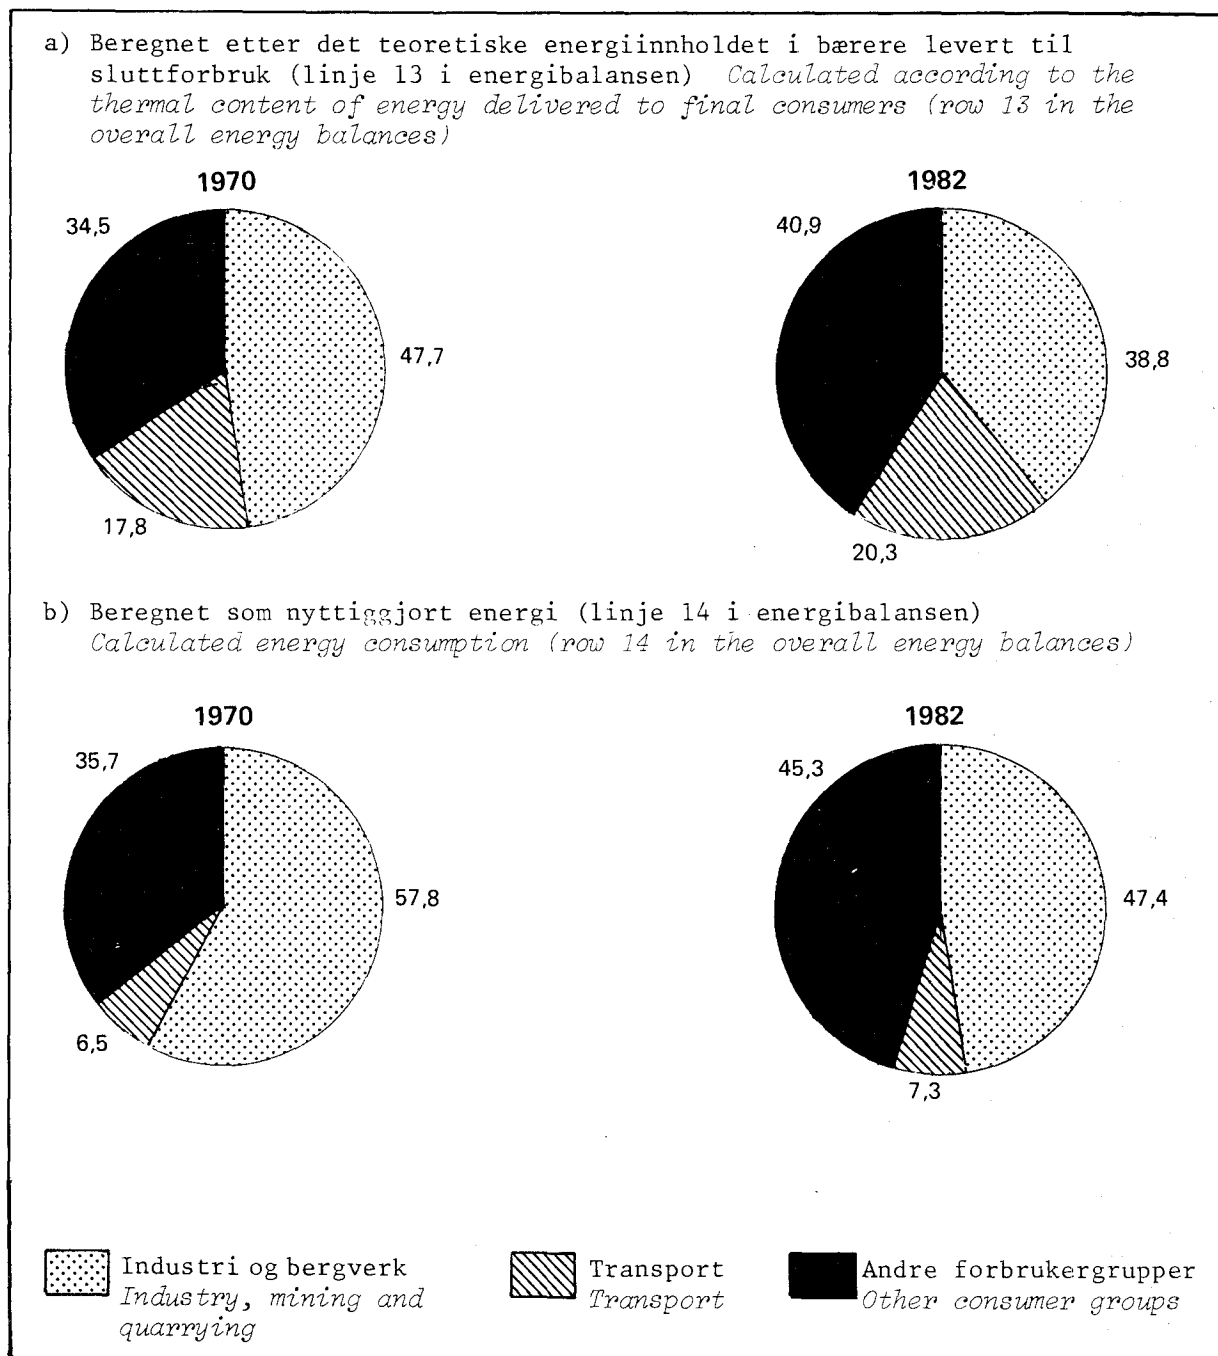 a) Beregnet etter det teoretiske energiinnholdet i bærere levert til
sluttforbruk (linje 13 i energibalansen) Calculated according to the
thermal content of energy delivered to final consumers (row 13 in the
overall energy balances)
1970
34,5
47,7
17,8
1982
40,9
38,8
20,3
b) Beregnet som nyttiggjort energi (linje 14 i energibalansen)
Calculated energy consumption (row 14 in the overall energy balances)
1970
35,7
57,8
6,5
1982
45,3
47,4
7,3
Industri og bergverk
Industry, mining and
quarrying
Transport
Transport
Andre forbrukergrupper
Other consumer groups